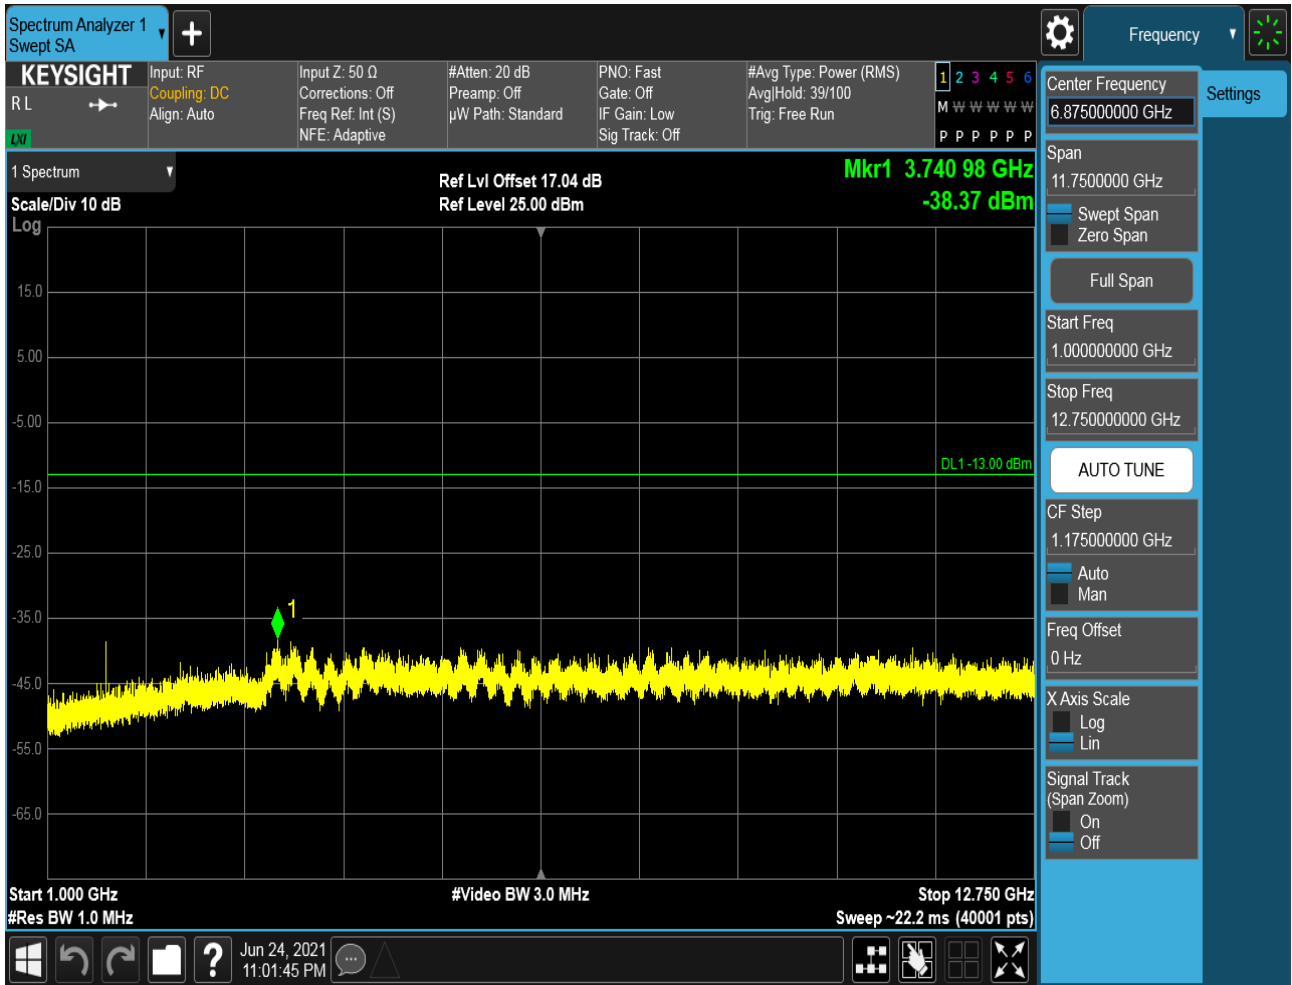 Spectrum Analyzer 1
Swept SA
Frequency
KEYSIGHT
R L
LXI
Input: RF
Coupling: DC
Align: Auto
Input Z: 50 Ω
Corrections: Off
Freq Ref: Int (S)
NFE: Adaptive
#Atten: 20 dB
Preamp: Off
µW Path: Standard
PNO: Fast
Gate: Off
IF Gain: Low
Sig Track: Off
#Avg Type: Power (RMS)
Avg|Hold: 39/100
Trig: Free Run
1 2 3 4 5 6
M W W W W W
P P P P P P
1 Spectrum
Scale/Div 10 dB
Log
Ref Lvl Offset 17.04 dB
Ref Level 25.00 dBm
Mkr1 3.740 98 GHz
-38.37 dBm
15.0
5.00
-5.00
DL1 -13.00 dBm
-15.0
-25.0
-35.0
1
-45.0
-55.0
-65.0
Start 1.000 GHz
#Res BW 1.0 MHz
#Video BW 3.0 MHz
Stop 12.750 GHz
Sweep ~22.2 ms (40001 pts)
Center Frequency
6.875000000 GHz
Settings
Span
11.7500000 GHz
Swept Span
Zero Span
Full Span
Start Freq
1.000000000 GHz
Stop Freq
12.750000000 GHz
AUTO TUNE
CF Step
1.175000000 GHz
Auto
Man
Freq Offset
0 Hz
X Axis Scale
Log
Lin
Signal Track
(Span Zoom)
On
Off
?
Jun 24, 2021
11:01:45 PM